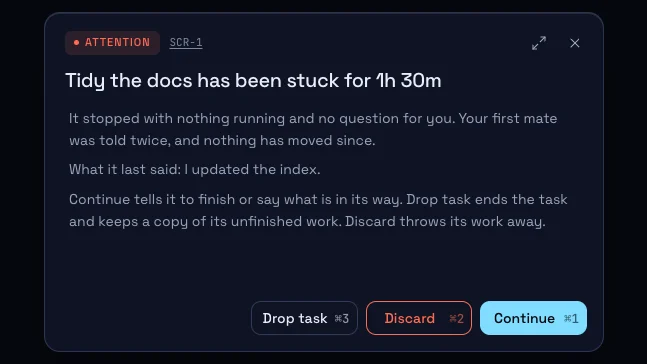 ATTENTION SCR-1
Tidy the docs has been stuck for 1h 30m
It stopped with nothing running and no question for you. Your first mate
was told twice, and nothing has moved since.
What it last said: I updated the index.
Continue tells it to finish or say what is in its way. Drop task ends the task
and keeps a copy of its unfinished work. Discard throws its work away.
Drop task ⌘3 Discard ⌘2 Continue ⌘1